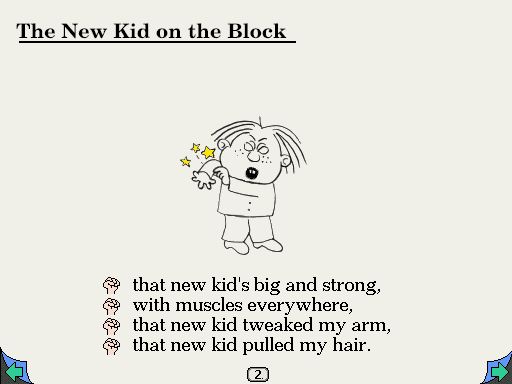 The New Kid on the Block
that new kid's big and strong,
with muscles everywhere,
that new kid tweaked my arm,
that new kid pulled my hair.
2